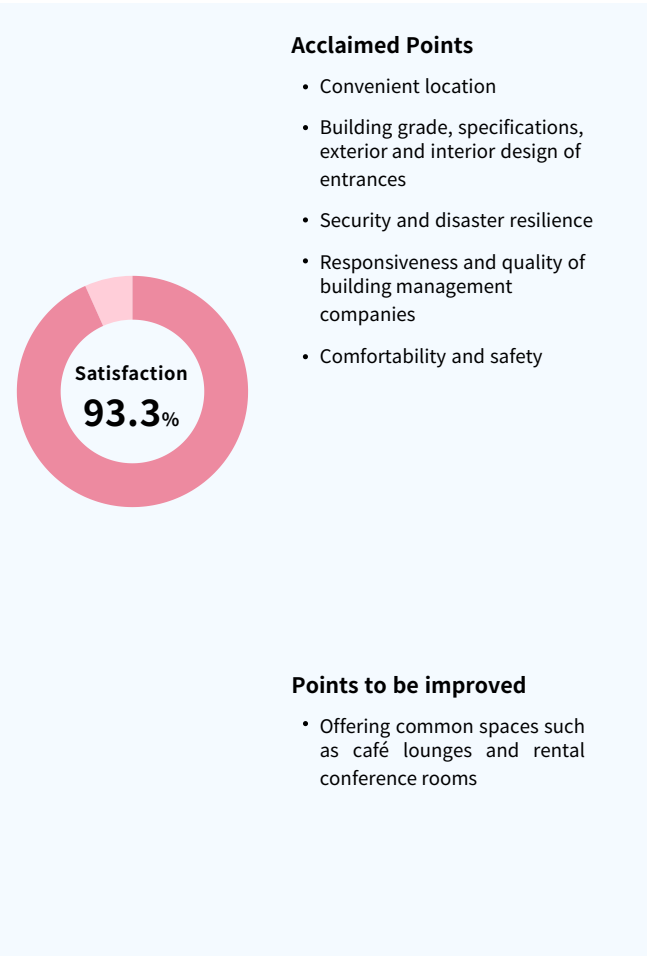 Acclaimed Points
• Convenient location
• Building grade, specifications,
exterior and interior design of
entrances
• Security and disaster resilience
• Responsiveness and quality of
building management
companies
• Comfortability and safety
Satisfaction
93.3%
Points to be improved
• Offering common spaces such
as café lounges and rental
conference rooms